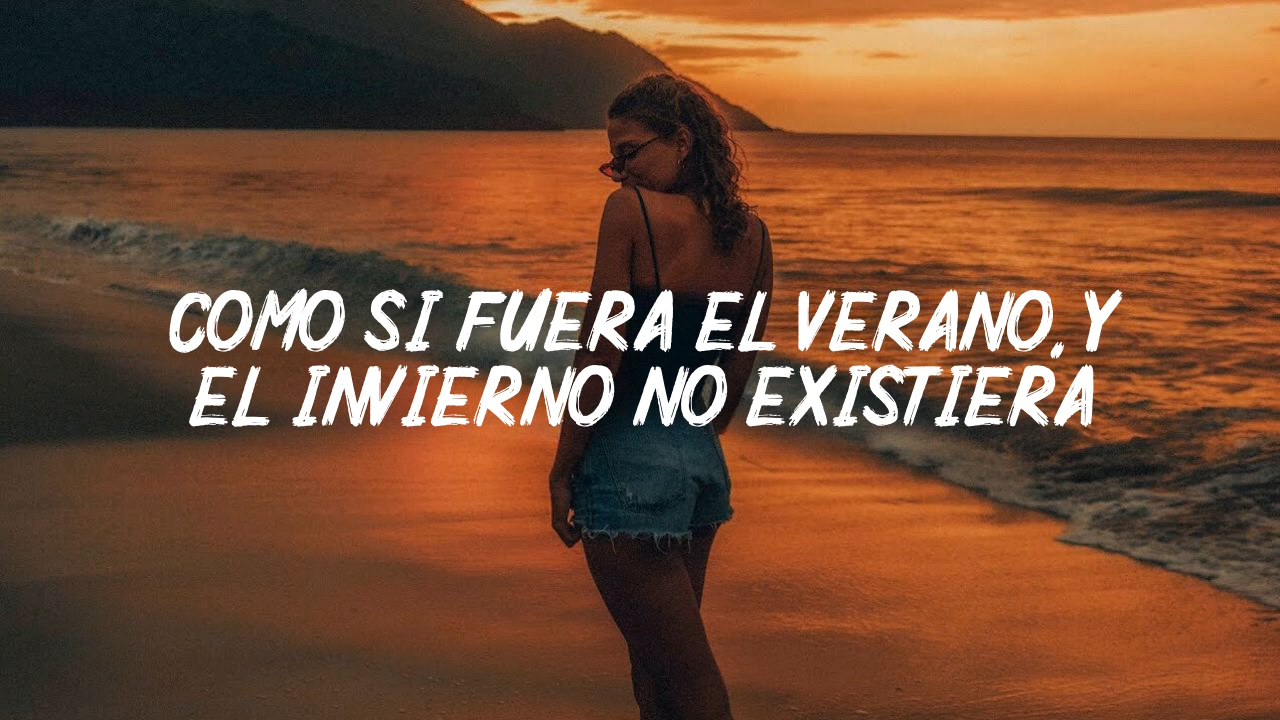 COMO SI FUERA EL VERANO, Y
EL INVIERNO NO EXISTIERA